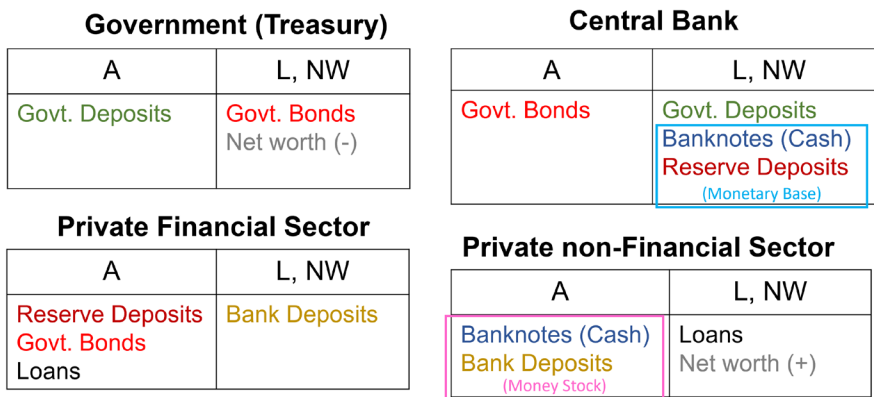 Government (Treasury)
A
L, NW
Govt. Deposits
Govt. Bonds
Net worth (-)
Central Bank
A
L, NW
Govt. Bonds
Govt. Deposits
Banknotes (Cash)
Reserve Deposits
(Monetary Base)
Private Financial Sector
A
L, NW
Reserve Deposits
Govt. Bonds
Loans
Bank Deposits
Private non-Financial Sector
A
L, NW
Banknotes (Cash)
Bank Deposits
(Money Stock)
Loans
Net worth (+)